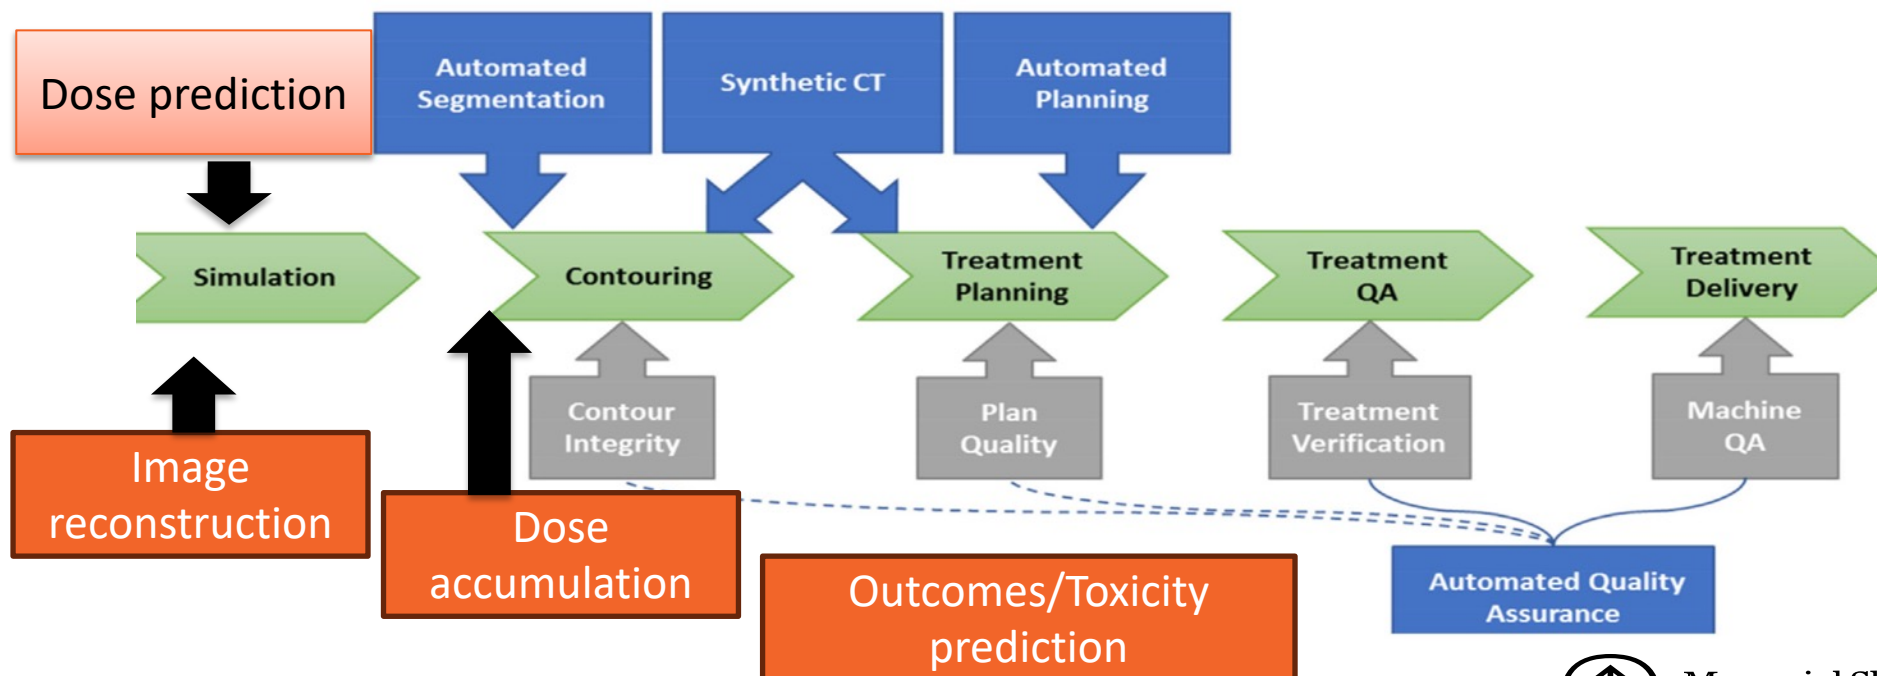 Dose prediction
Automated
Segmentation
Synthetic CT
Automated
Planning
Simulation
Contouring
Treatment
Planning
Treatment
QA
Treatment
Delivery
Contour
Integrity
Plan
Quality
Treatment
Verification
Machine
QA
Image
reconstruction
Dose
accumulation
Outcomes/Toxicity
prediction
Automated Quality
Assurance